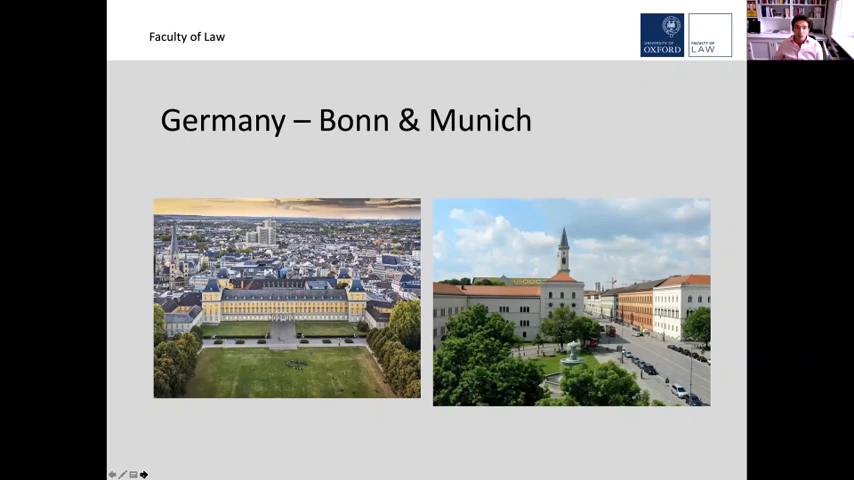 Faculty of Law
UNIVERSITY OF
OXFORD
FACULTY OF
LAW
Germany – Bonn & Munich